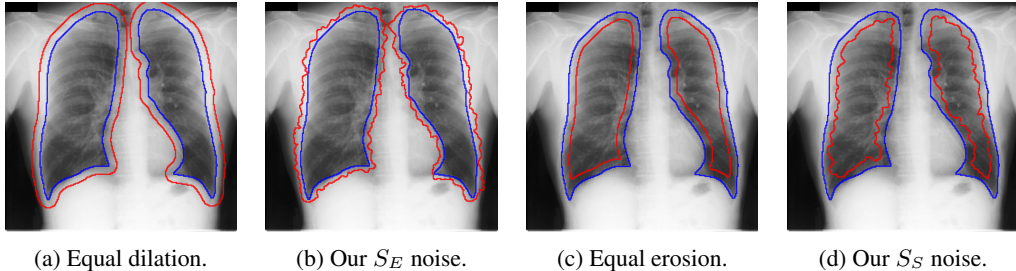 (a) Equal dilation.
(b) Our S_E noise.
(c) Equal erosion.
(d) Our S_S noise.